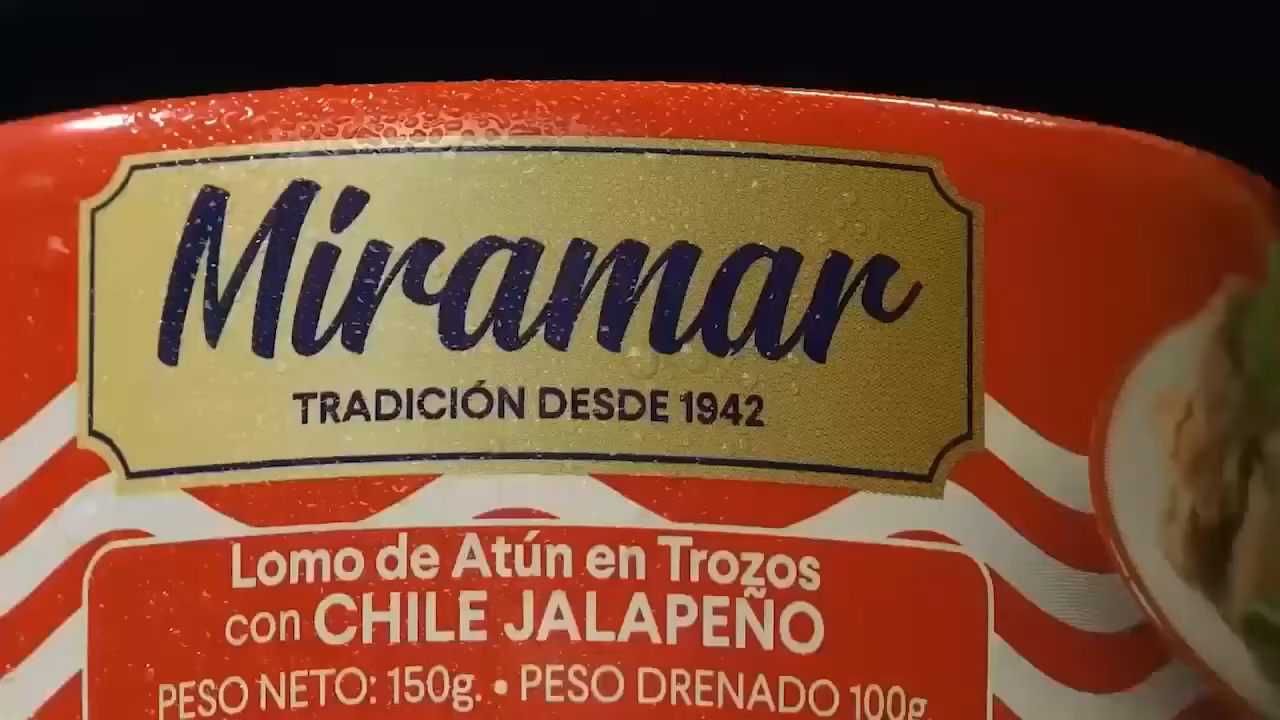 Miramar
TRADICIÓN DESDE 1942
Lomo de Atún en Trozos
con CHILE JALAPEÑO
PESO NETO: 150g. • PESO DRENADO 100g.